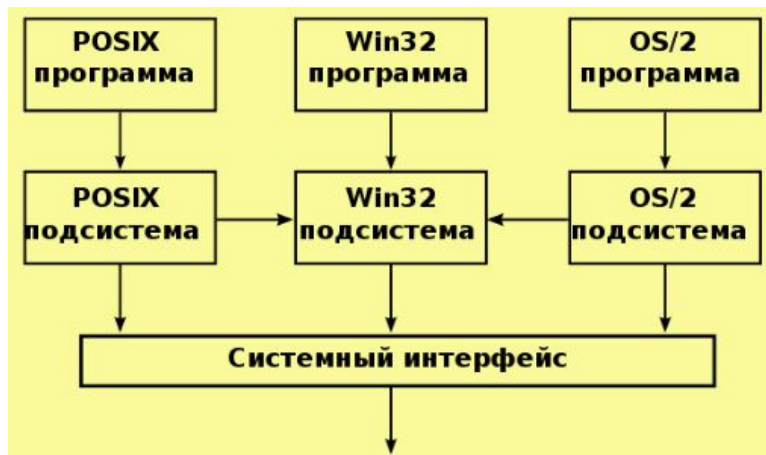 POSIX
программа
Win32
программа
OS/2
программа
POSIX
подсистема
Win32
подсистема
OS/2
подсистема
Системный интерфейс